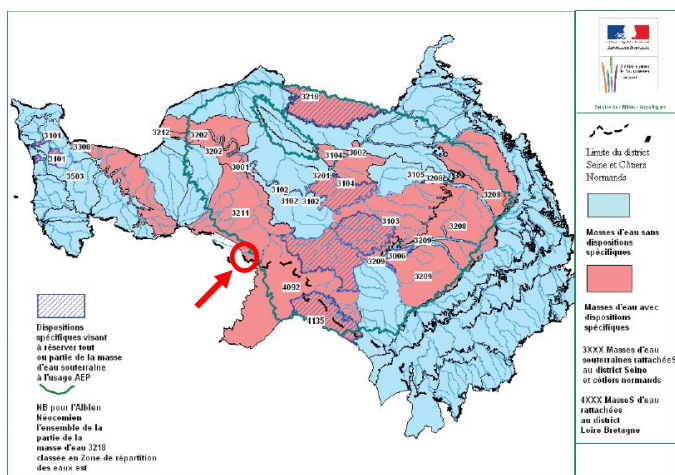 3218
3101
3308
3101
3503
3212
3202
3202
3001
3104
3002
3201
3104
3102
3102
3102
3105
3208
3208
3211
3103
3208
3209
3209
3006
3209
4092
4135
Dispositions
spécifiques visant
à réserver tout
ou partie de la masse
d'eau souterraine
à l'usage AEP
NB pour l'Albien
Néocomien
l'ensemble de la
partie de la
masse d'eau 3218
classée en Zone de répartition
des eaux est
Service des Milieux Aquatiques
Limite du district
Seine et Côtiers
Normands
Masses d'eau sans
dispositions
spécifiques
Masses d'eau avec
dispositions
spécifiques
3XXX Masses d'eau
souterraines rattachéeS
au district Seine
et côtiers normands
4XXX MasseS d'eau
rattachées
au district
Loire Bretagne